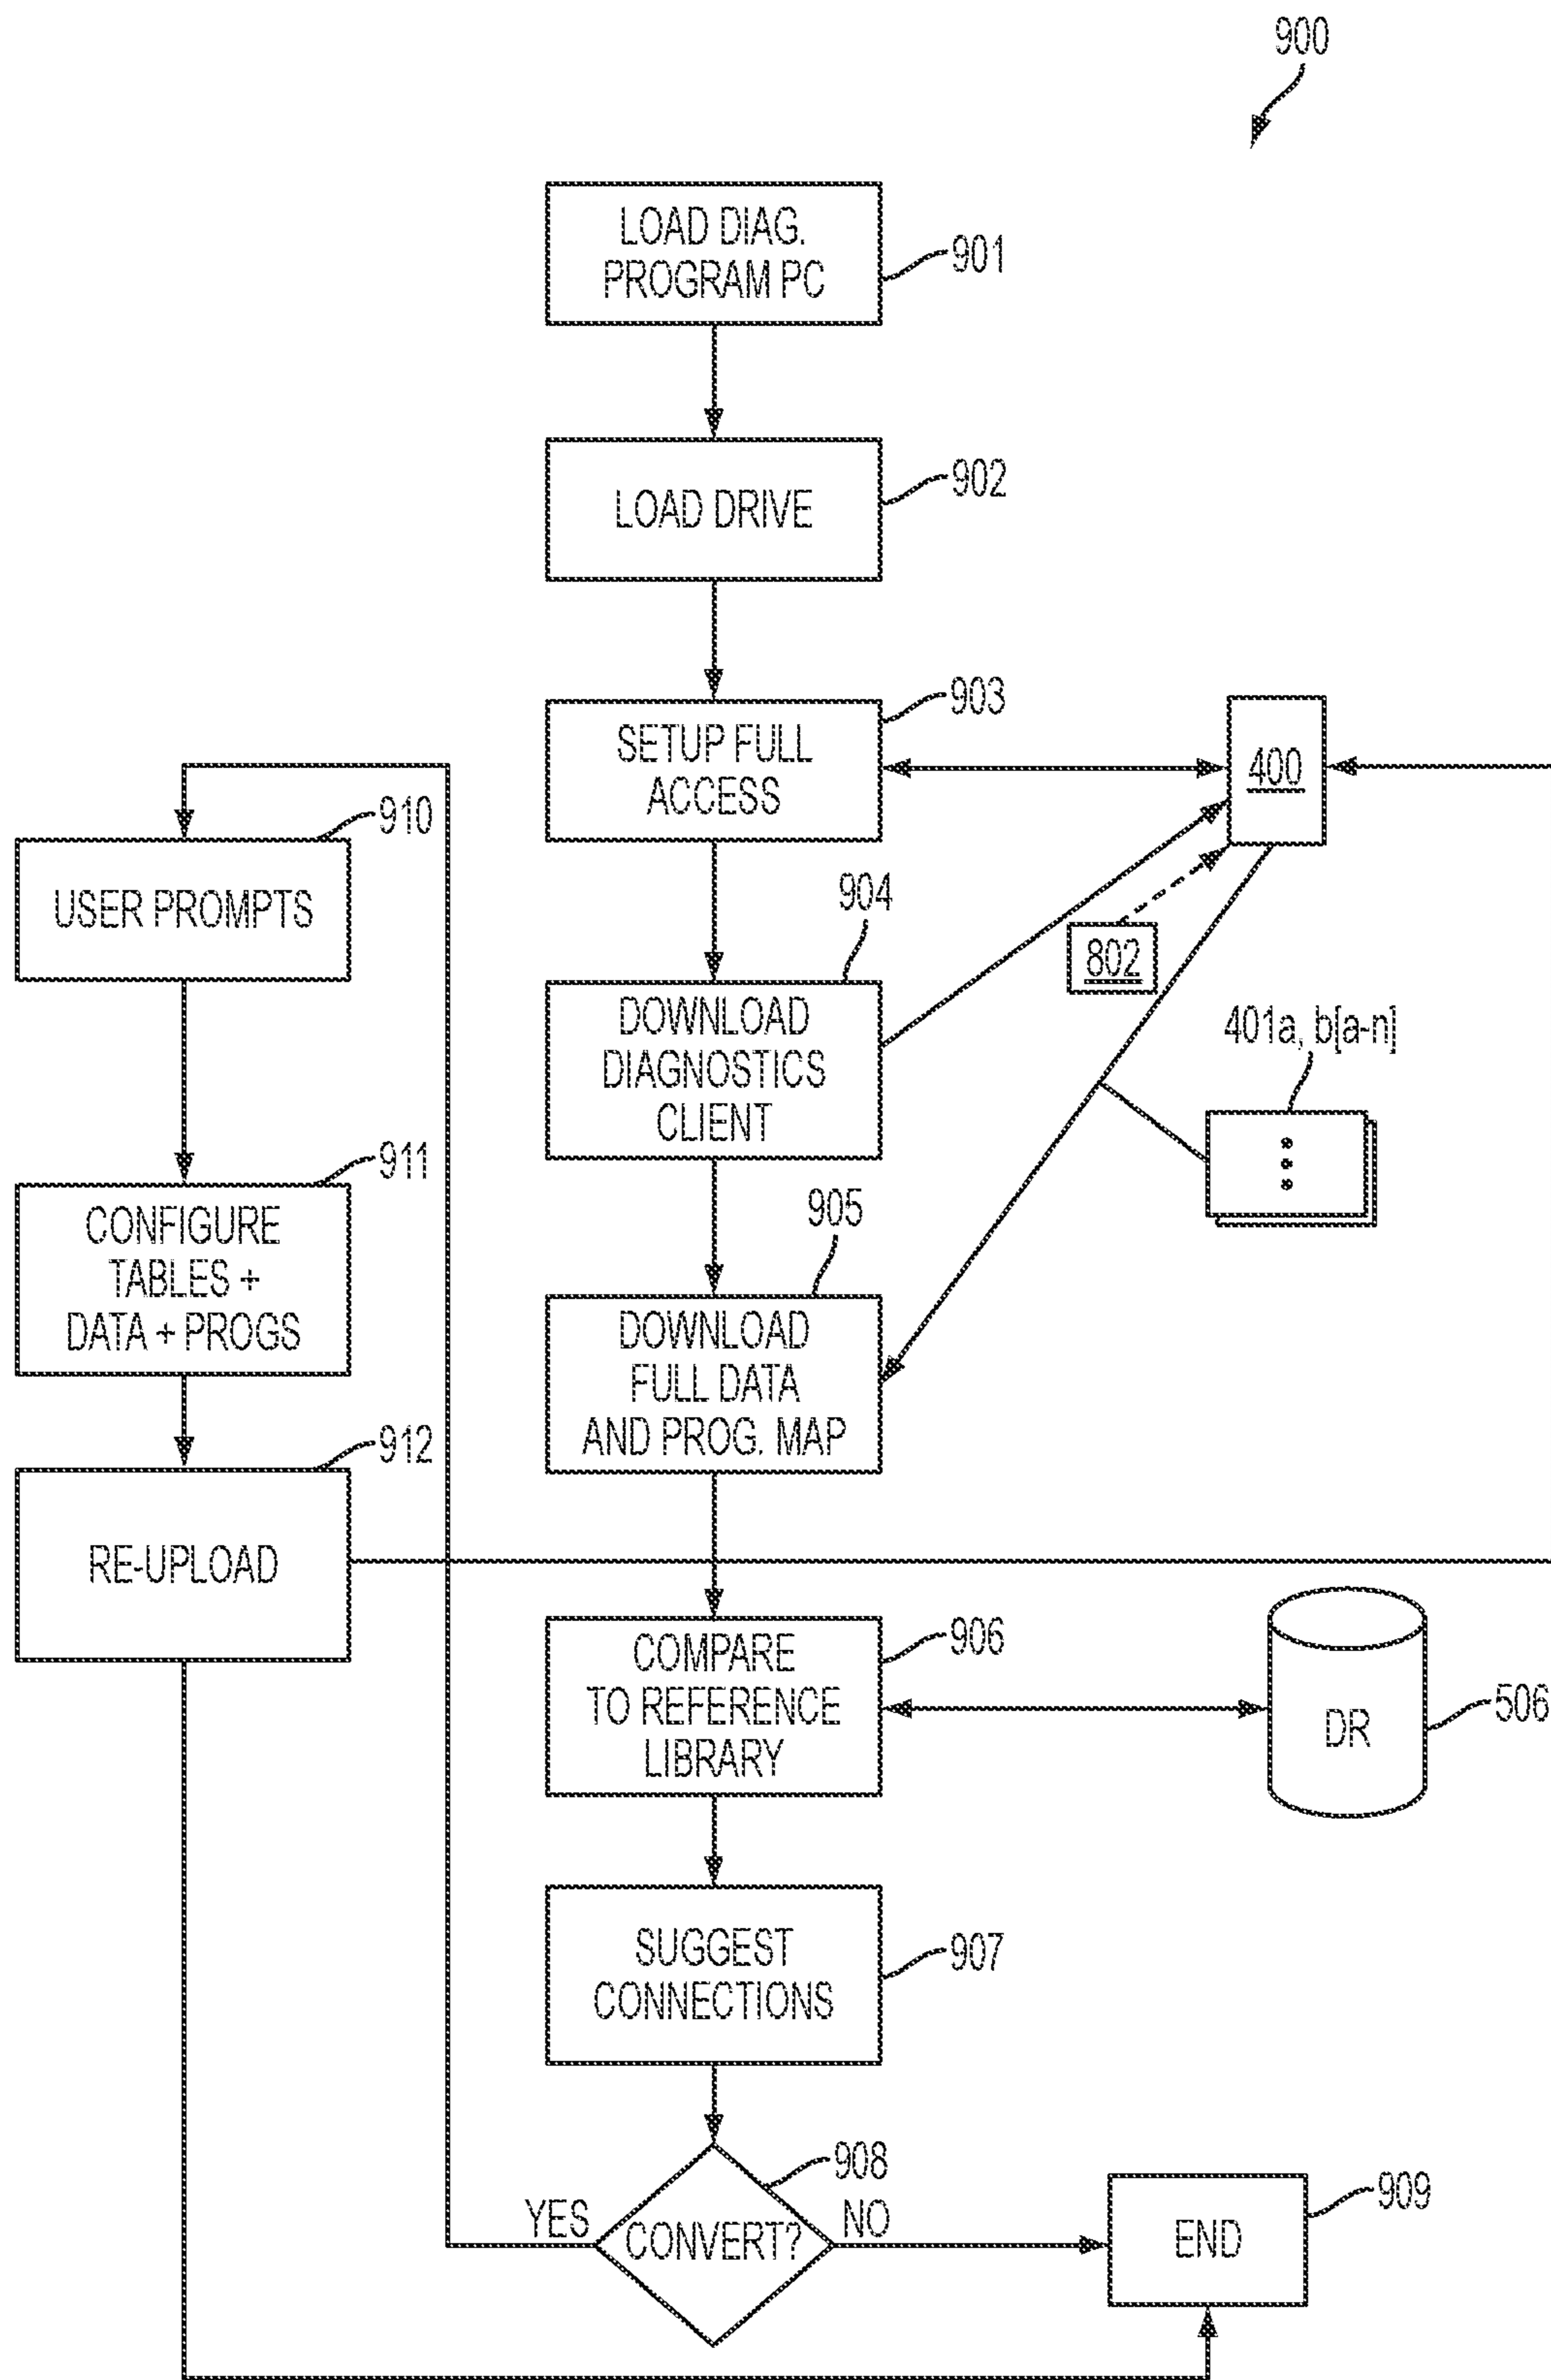 900
LOAD DIAG.
PROGRAM PC
901
LOAD DRIVE
902
903
SETUP FULL
ACCESS
400
910
USER PROMPTS
904
802
DOWNLOAD
DIAGNOSTICS
CLIENT
401a, b[a-n]
911
CONFIGURE
TABLES +
DATA + PROGS
905
DOWNLOAD
FULL DATA
AND PROG. MAP
912
RE-UPLOAD
906
COMPARE
TO REFERENCE
LIBRARY
506
DR
SUGGEST
CONNECTIONS
907
908
YES
CONVERT?
NO
909
END